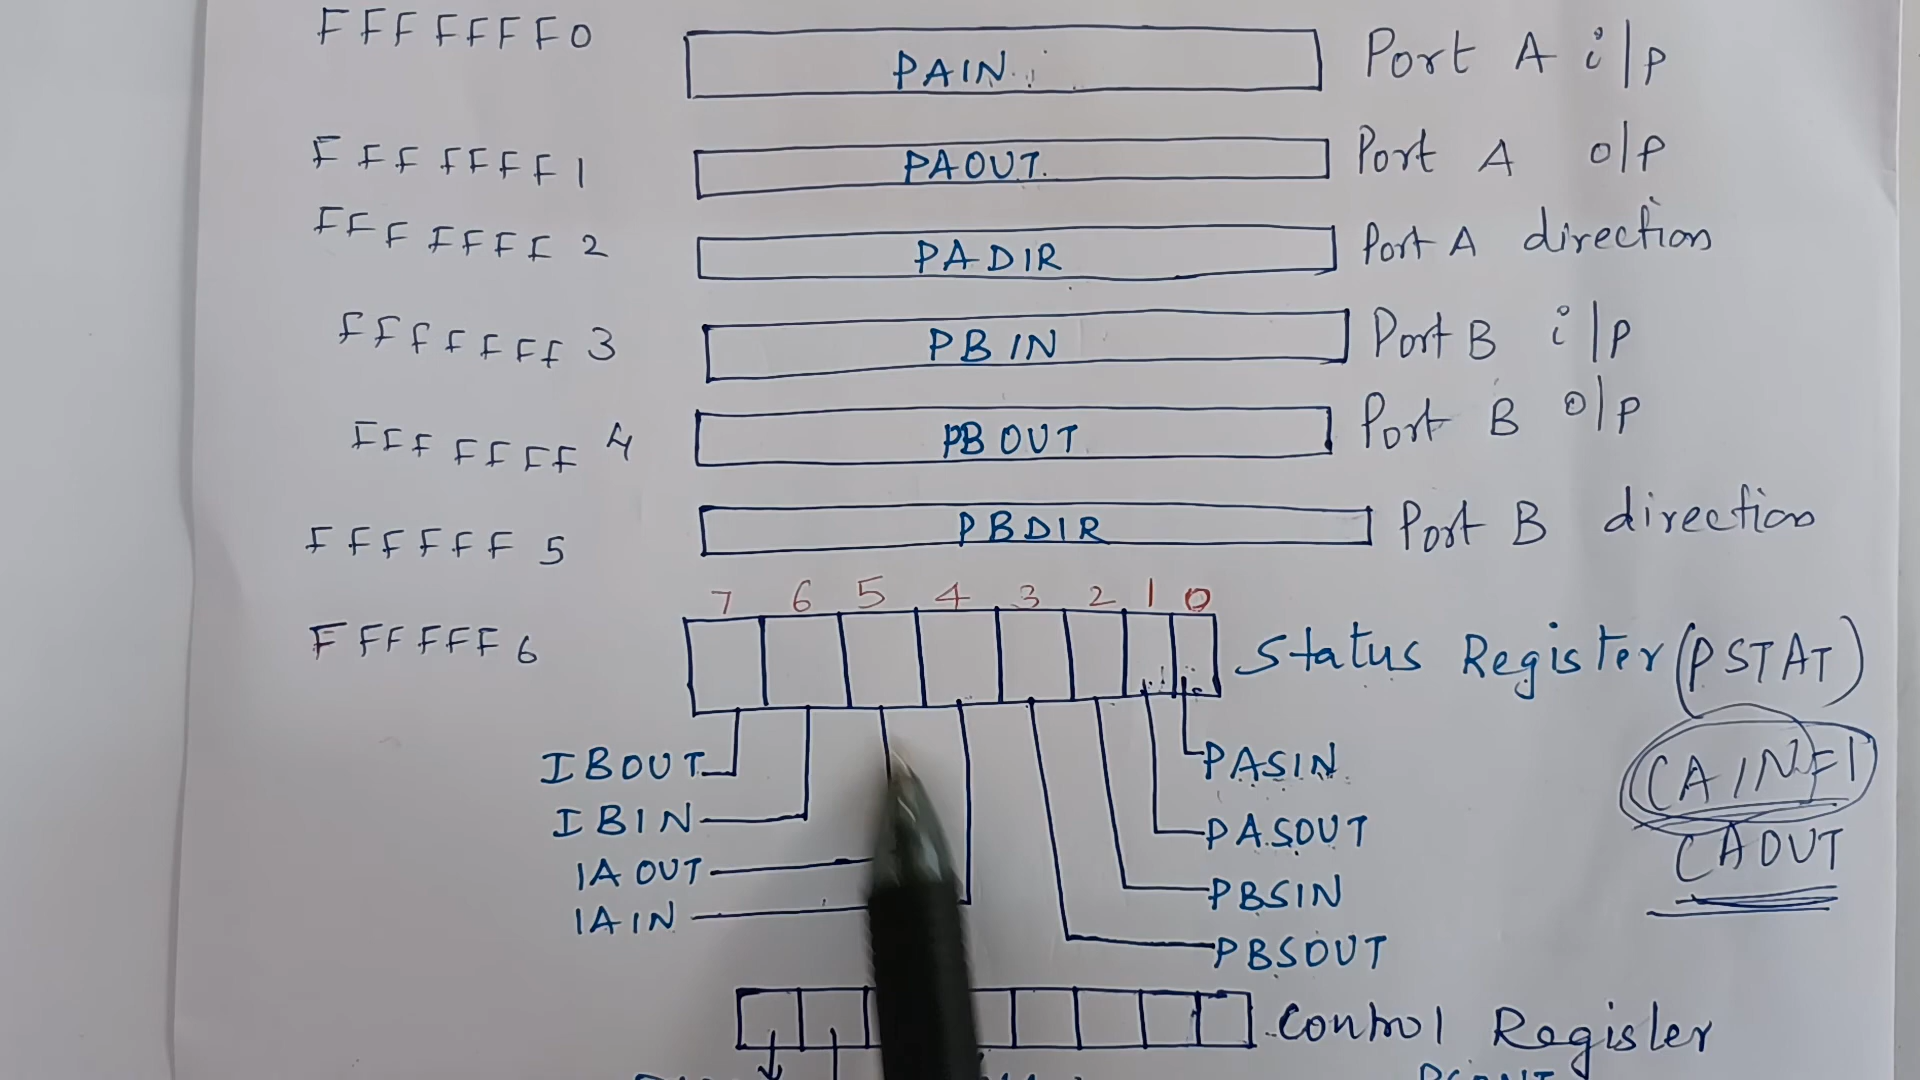 FFFFFFF0 PAIN Port A i/p
FFFFFFF1 PAOUT Port A o/p
FFFFFFF2 PADIR Port A direction
FFFFFFF3 PBIN Port B i/p
FFFFFFF4 PBOUT Port B o/p
FFFFFF5 PBDIR Port B direction
7 6 5 4 3 2 1 0
FFFFFF6 Status Register (PSTAT)
IBOUT PASIN
IBIN PASOUT
IAOUT PBSIN
IAIN PBSOUT
CAINF1
CAOUT
Control Register